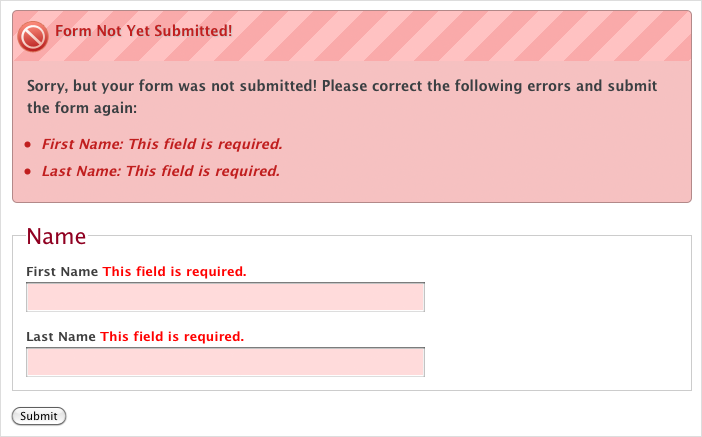 Form Not Yet Submitted!
Sorry, but your form was not submitted! Please correct the following errors and submit
the form again:
• First Name: This field is required.
• Last Name: This field is required.
Name
First Name This field is required.
Last Name This field is required.
Submit